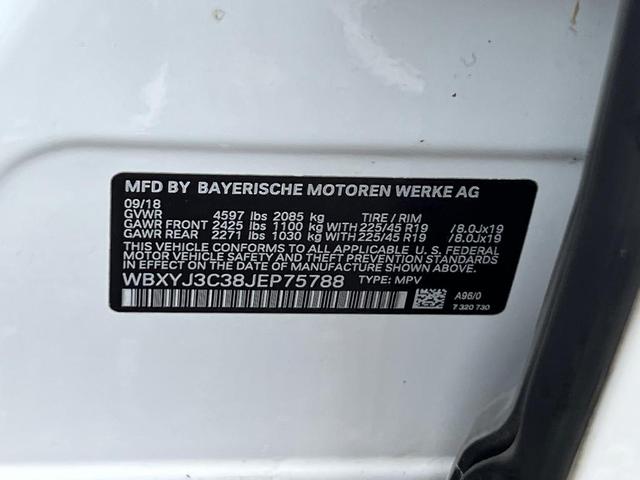 MFD BY BAYERISCHE MOTOREN WERKE AG
09/18
GVWR 4597 lbs 2085 kg TIRE / RIM
GAWR FRONT 2425 lbs 1100 kg WITH 225/45 R19 /8.0Jx19
GAWR REAR 2271 lbs 1030 kg WITH 225/45 R19 /8.0Jx19
THIS VEHICLE CONFORMS TO ALL APPLICABLE U. S. FEDERAL
MOTOR VEHICLE SAFETY, BUMPER, AND THEFT PREVENTION
STANDARDS IN EFFECT ON THE DATE OF MANUFACTURE SHOWN ABOVE.
WBXYJ3C38JEP75788 TYPE: MPV
A96/0
7 320 730